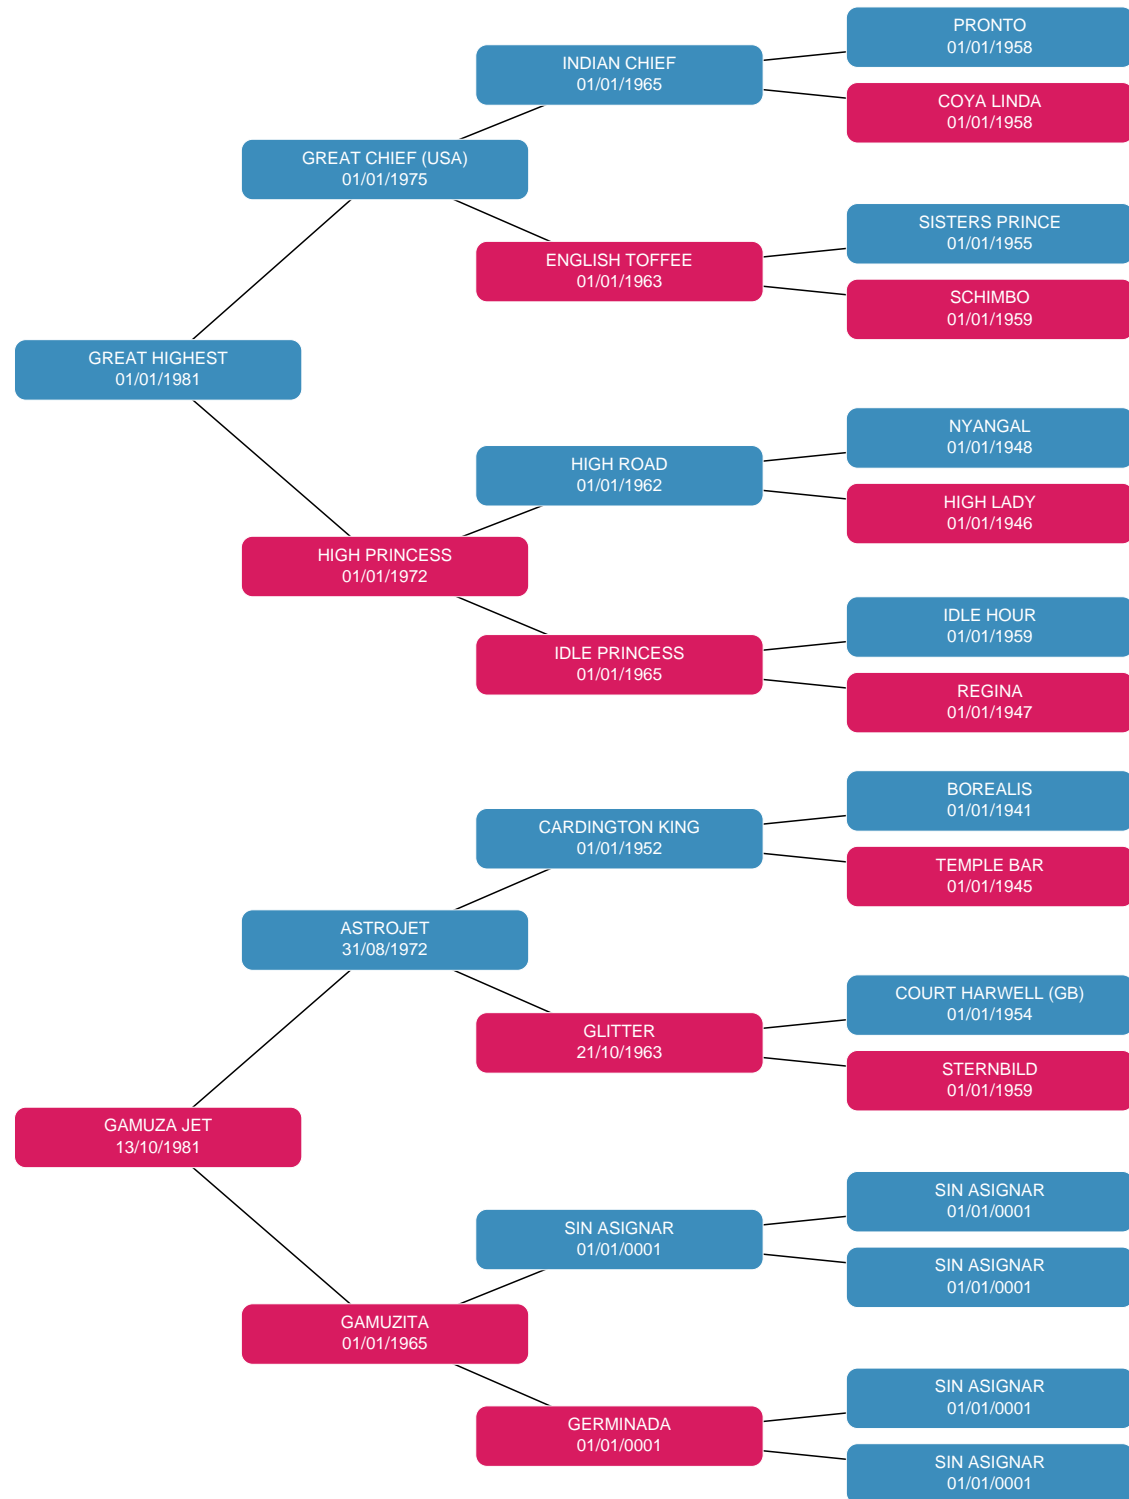 PRONTO
01/01/1958
INDIAN CHIEF
01/01/1965
COYA LINDA
01/01/1958
GREAT CHIEF (USA)
01/01/1975
SISTERS PRINCE
01/01/1955
ENGLISH TOFFEE
01/01/1963
SCHIMBO
01/01/1959
GREAT HIGHEST
01/01/1981
NYANGAL
01/01/1948
HIGH ROAD
01/01/1962
HIGH LADY
01/01/1946
HIGH PRINCESS
01/01/1972
IDLE HOUR
01/01/1959
IDLE PRINCESS
01/01/1965
REGINA
01/01/1947
BOREALIS
01/01/1941
CARDINGTON KING
01/01/1952
TEMPLE BAR
01/01/1945
ASTROJET
31/08/1972
COURT HARWELL (GB)
01/01/1954
GLITTER
21/10/1963
STERNBILD
01/01/1959
GAMUZA JET
13/10/1981
SIN ASIGNAR
01/01/0001
SIN ASIGNAR
01/01/0001
SIN ASIGNAR
01/01/0001
GAMUZITA
01/01/1965
SIN ASIGNAR
01/01/0001
GERMINADA
01/01/0001
SIN ASIGNAR
01/01/0001